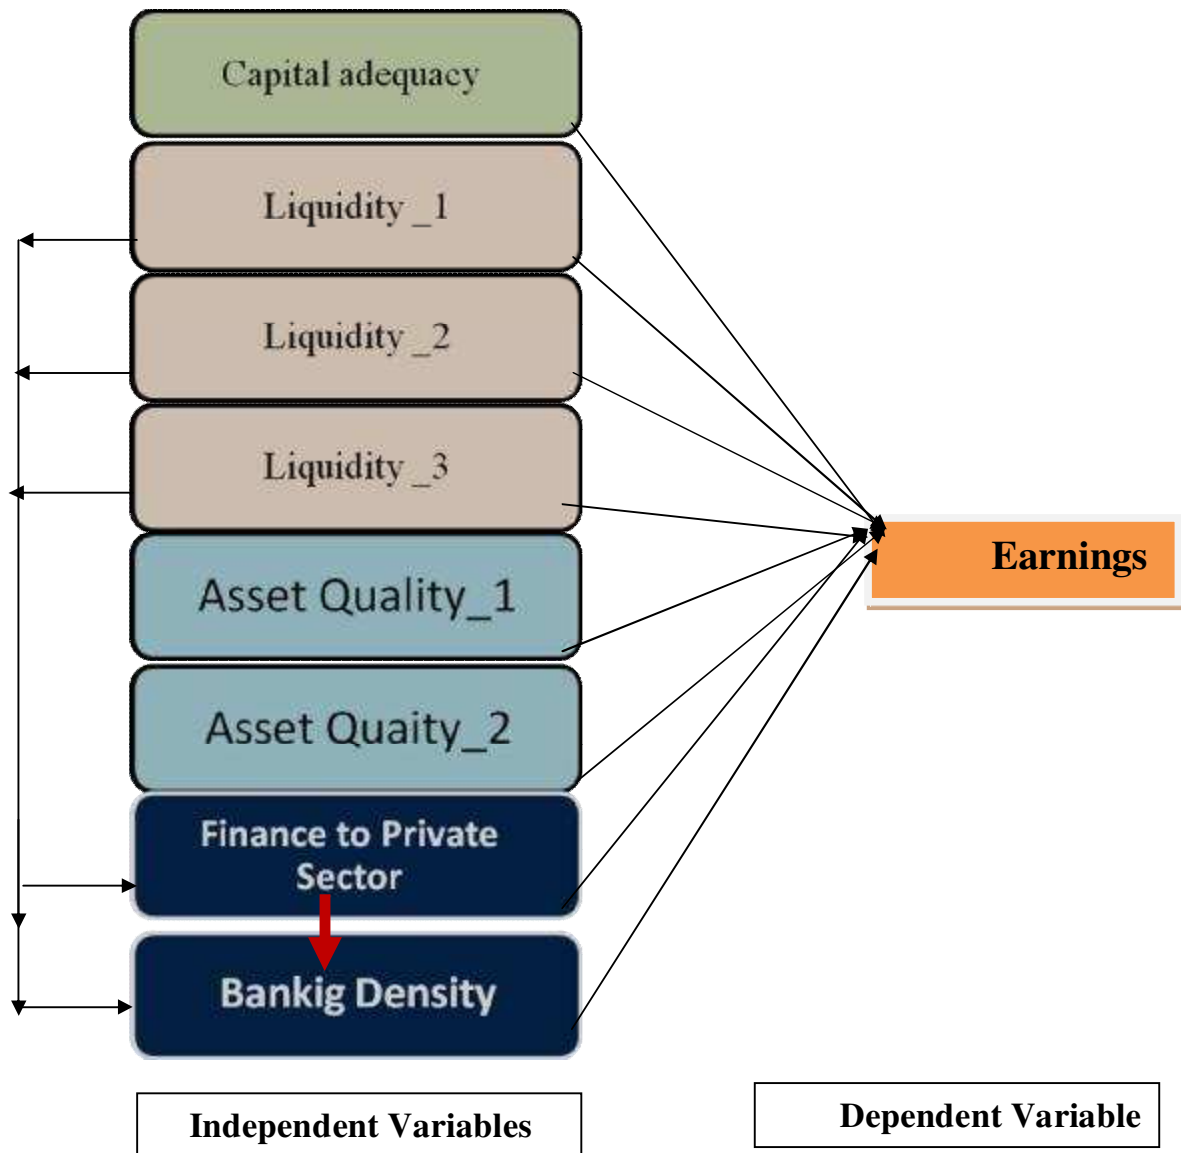 Capital adequacy
Liquidity _1
Liquidity _2
Liquidity _3
Earnings
Asset Quality_1
Asset Quaity_2
Finance to Private
Sector
Bankig Density
Independent Variables
Dependent Variable